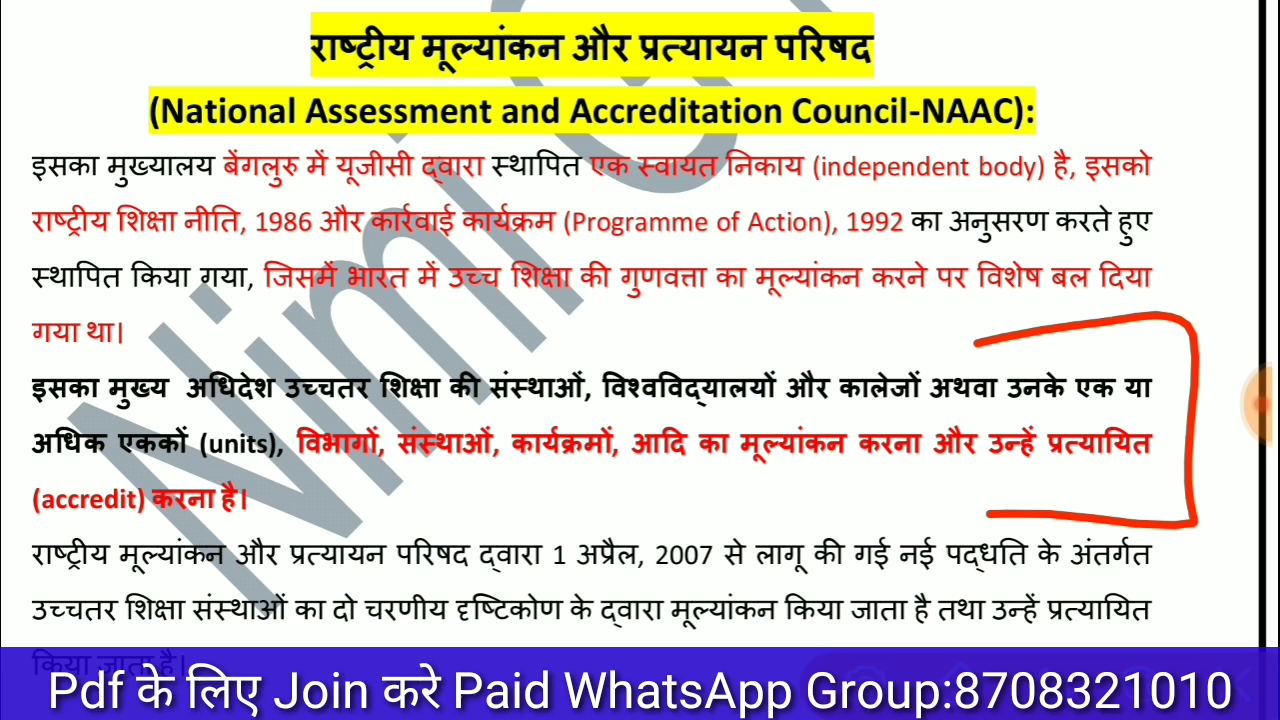 राष्ट्रीय मूल्यांकन और प्रत्यायन परिषद
(National Assessment and Accreditation Council-NAAC):
इसका मुख्यालय बेंगलुरु में यूजीसी द्वारा स्थापित एक स्वायत निकाय (independent body) है, इसको
राष्ट्रीय शिक्षा नीति, 1986 और कार्रवाई कार्यक्रम (Programme of Action), 1992 का अनुसरण करते हुए
स्थापित किया गया, जिसमें भारत में उच्च शिक्षा की गुणवत्ता का मूल्यांकन करने पर विशेष बल दिया
गया था।
इसका मुख्य अधिदेश उच्चतर शिक्षा की संस्थाओं, विश्वविद्यालयों और कालेजों अथवा उनके एक या
अधिक एककों (units), विभागों, संस्थाओं, कार्यक्रमों, आदि का मूल्यांकन करना और उन्हें प्रत्यायित
(accredit) करना है।
राष्ट्रीय मूल्यांकन और प्रत्यायन परिषद द्वारा 1 अप्रैल, 2007 से लागू की गई नई पद्धति के अंतर्गत
उच्चतर शिक्षा संस्थाओं का दो चरणीय दृष्टिकोण के द्वारा मूल्यांकन किया जाता है तथा उन्हें प्रत्यायित
किया जाता है।
Pdf के लिए Join करे Paid WhatsApp Group:8708321010